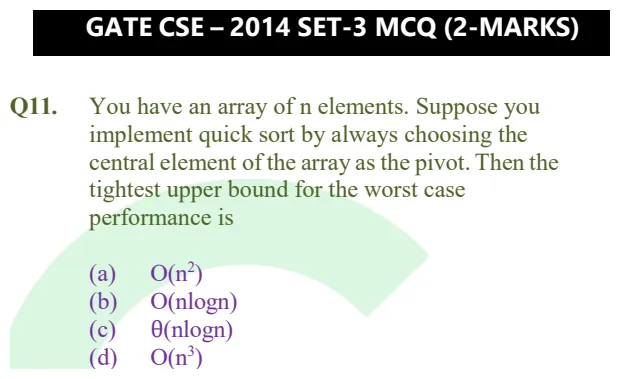 GATE CSE – 2014 SET-3 MCQ (2-MARKS)
Q11. You have an array of n elements. Suppose you
implement quick sort by always choosing the
central element of the array as the pivot. Then the
tightest upper bound for the worst case
performance is
(a) O(n²)
(b) O(nlogn)
(c) θ(nlogn)
(d) O(n³)